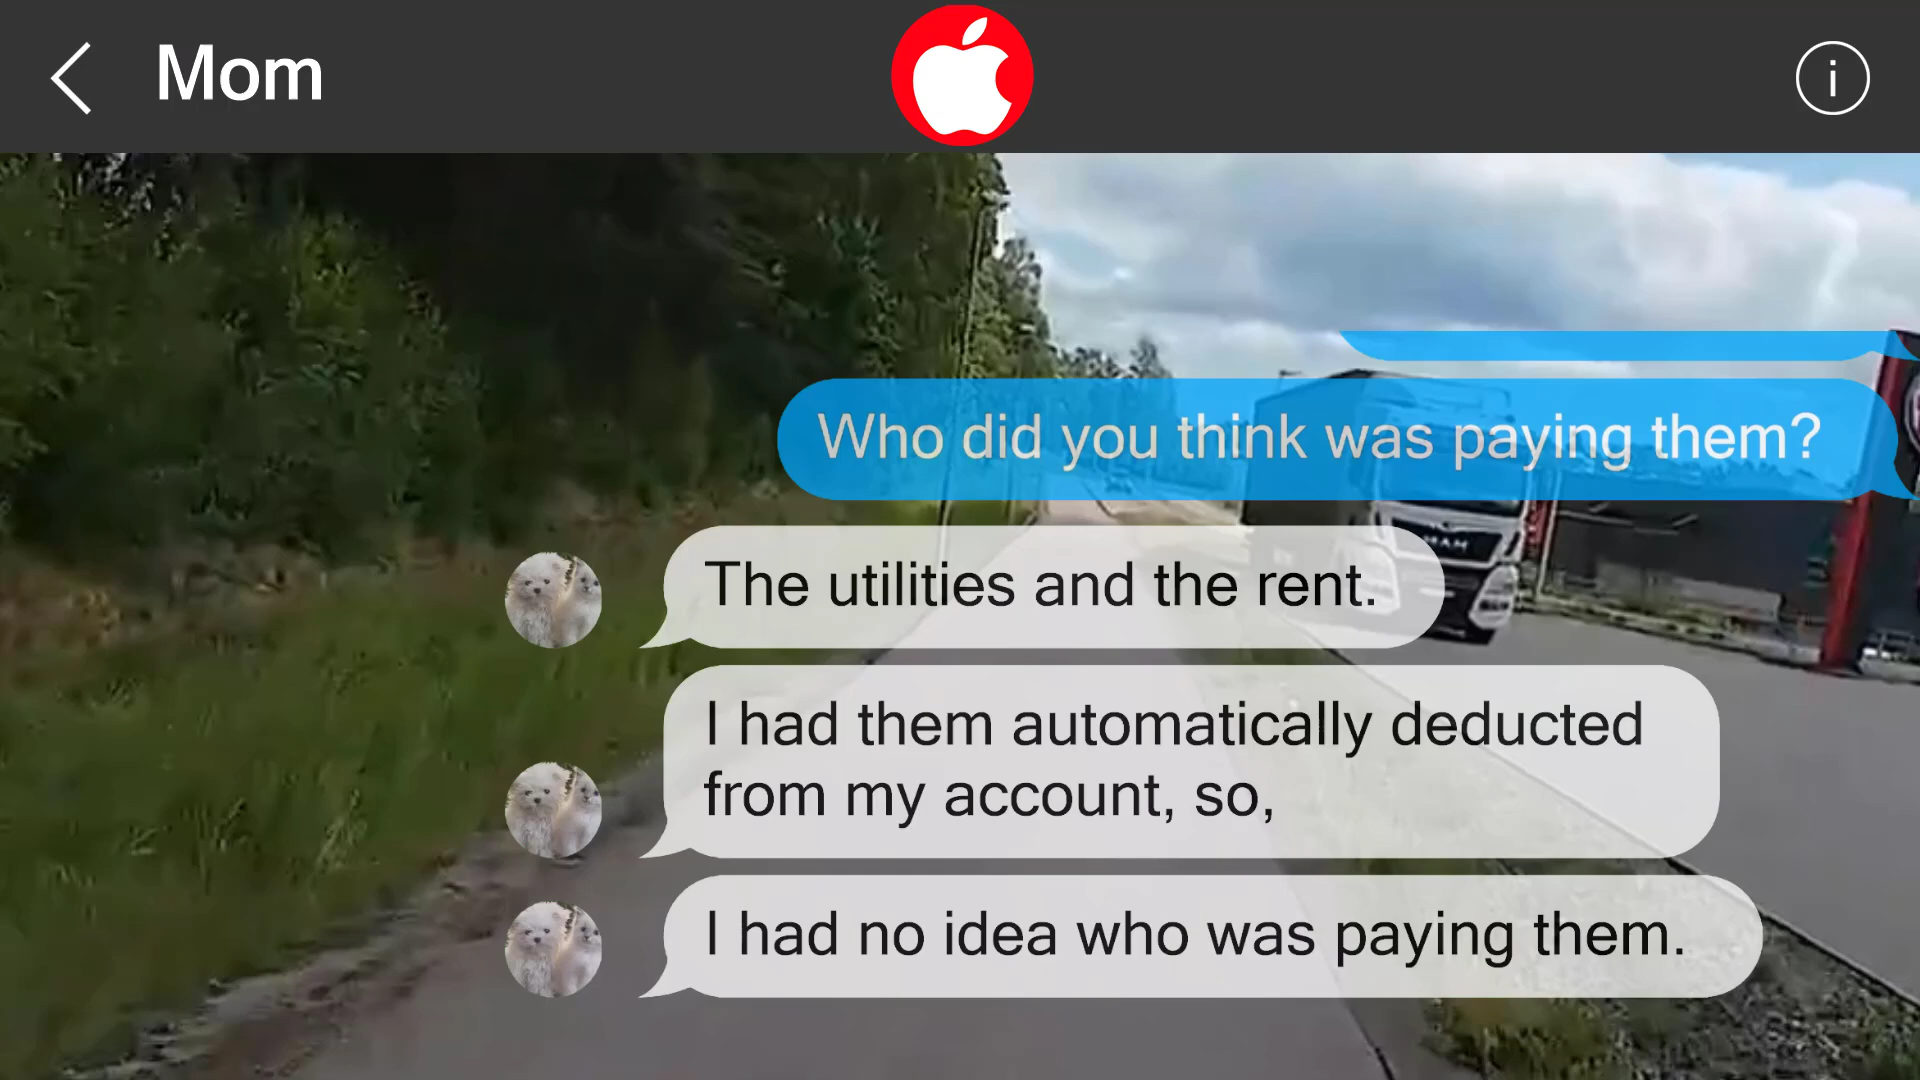 Mom
Who did you think was paying them?
The utilities and the rent.
MAN
I had them automatically deducted
from my account, so,
I had no idea who was paying them.